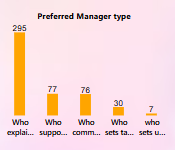 Preferred Manager type
295
77
76
30
7
Who Who Who Who who
explai... suppo... comm... sets ta... sets u...